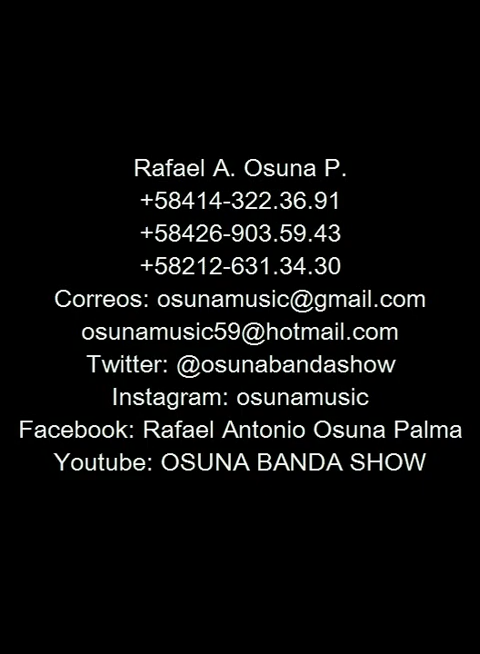 Rafael A. Osuna P.
+58414-322.36.91
+58426-903.59.43
+58212-631.34.30
Correos: osunamusic@gmail.com
osunamusic59@hotmail.com
Twitter: @osunabandashow
Instagram: osunamusic
Facebook: Rafael Antonio Osuna Palma
Youtube: OSUNA BANDA SHOW